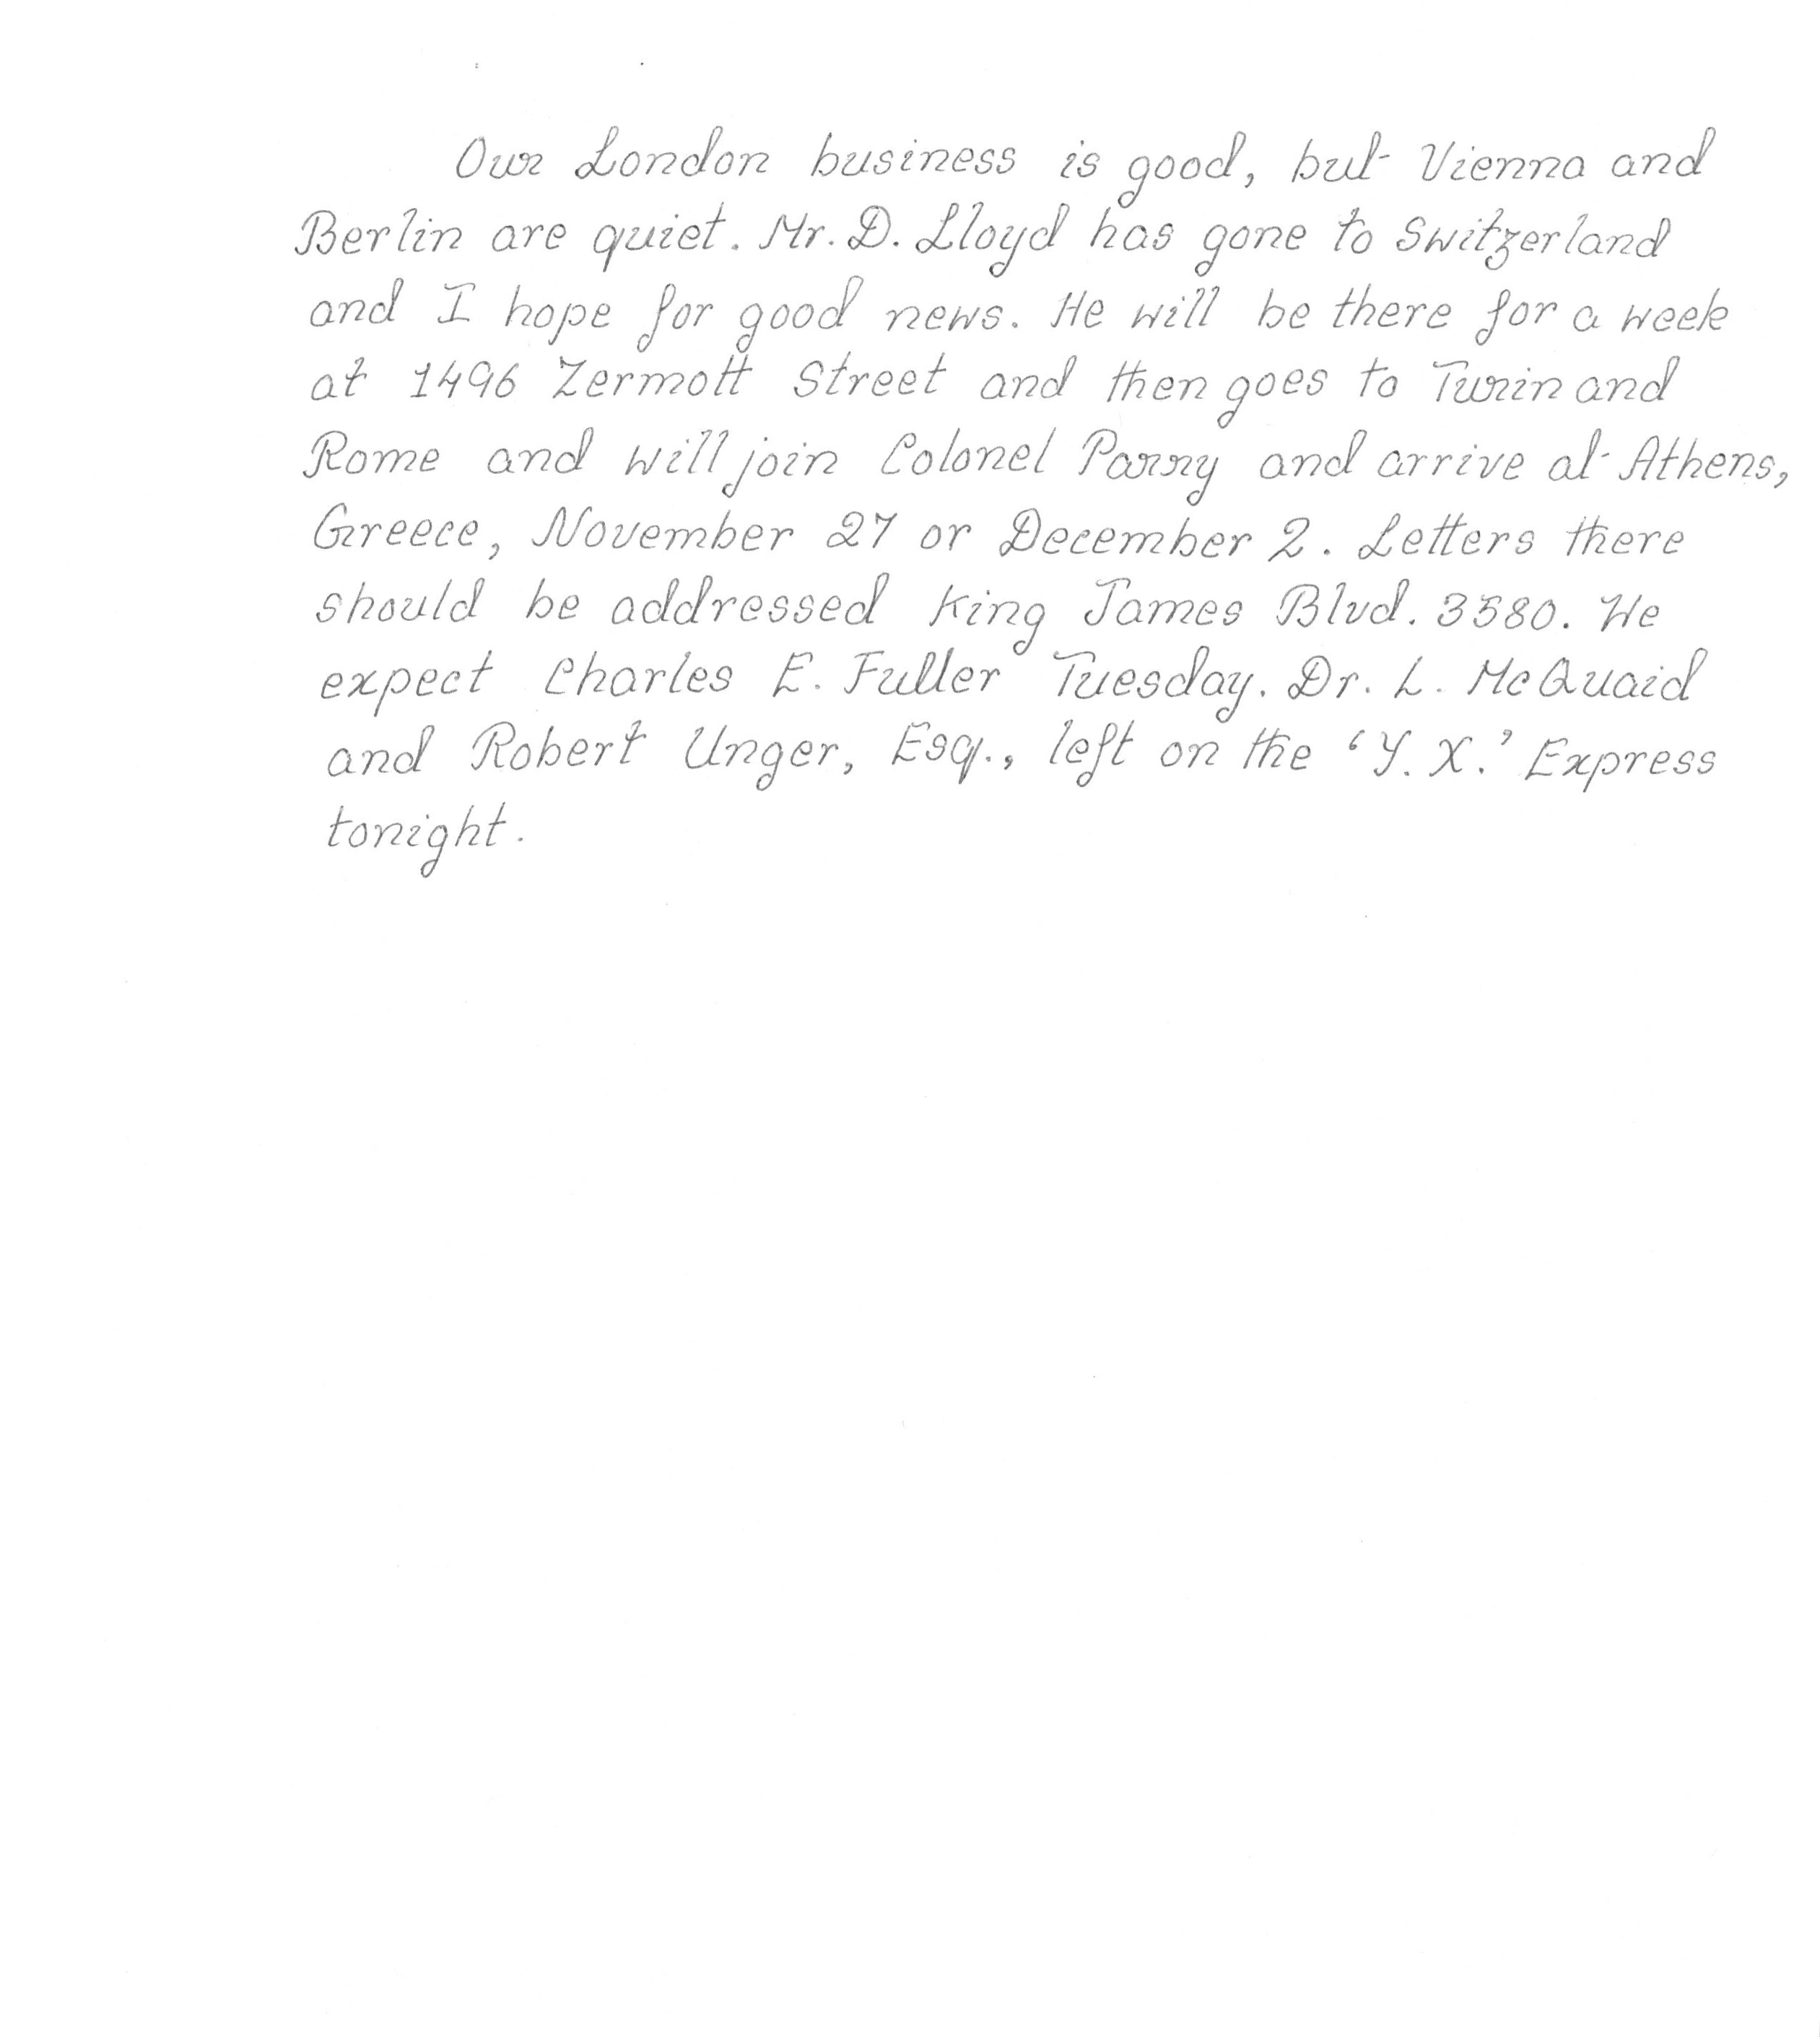 Our London business is good, but Vienna and
Berlin are quiet. Mr. D. Lloyd has gone to Switzerland
and I hope for good news. He will be there for a week
at 1496 Zermott Street and then goes to Turin and
Rome and will join Colonel Parry and arrive at Athens,
Greece, November 27 or December 2. Letters there
should be addressed King James Blvd. 3580. We
expect Charles E. Fuller Tuesday. Dr. L. McQuaid
and Robert Unger, Esq., left on the 'Y. X.' Express
tonight.